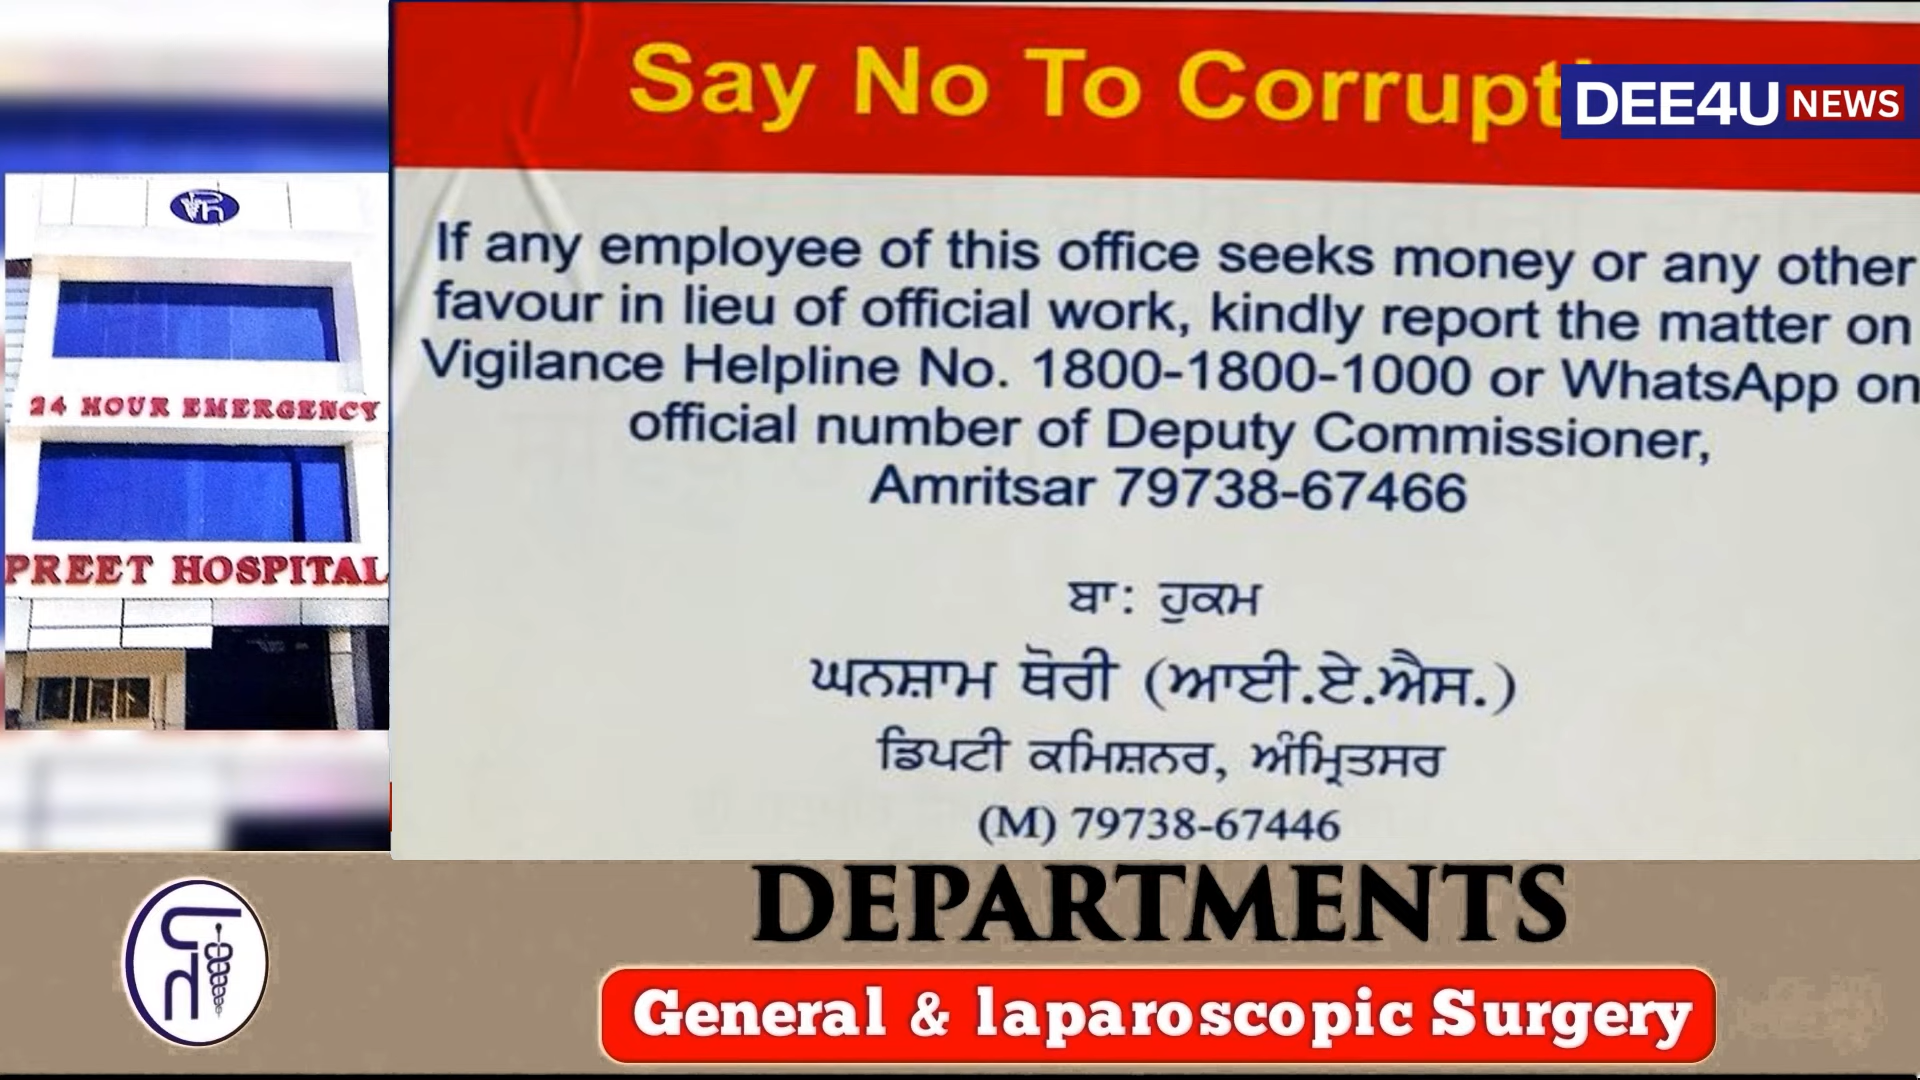 Say No To Corrupti
DEE4U NEWS
If any employee of this office seeks money or any other
favour in lieu of official work, kindly report the matter on
Vigilance Helpline No. 1800-1800-1000 or WhatsApp on
official number of Deputy Commissioner,
Amritsar 79738-67466
ਬਾ: ਹੁਕਮ
ਘਨਸ਼ਾਮ ਥੋਰੀ (ਆਈ.ਏ.ਐਸ.)
ਡਿਪਟੀ ਕਮਿਸ਼ਨਰ, ਅੰਮ੍ਰਿਤਸਰ
(M) 79738-67446
24 HOUR EMERGENCY
PREET HOSPITAL
DEPARTMENTS
General & laparoscopic Surgery